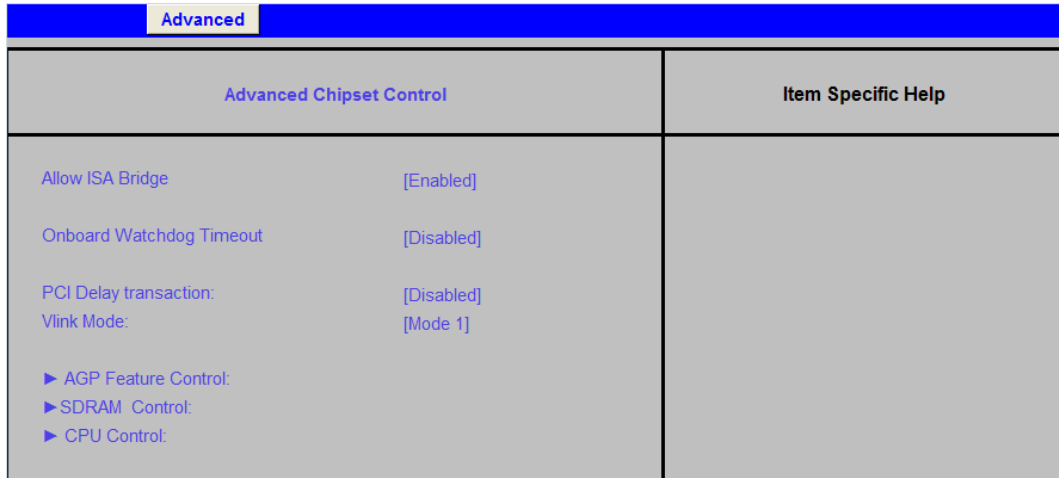 Advanced
Advanced Chipset Control
Item Specific Help
Allow ISA Bridge [Enabled]
Onboard Watchdog Timeout [Disabled]
PCI Delay transaction: [Disabled]
Vlink Mode: [Mode 1]
► AGP Feature Control:
►SDRAM Control:
► CPU Control: